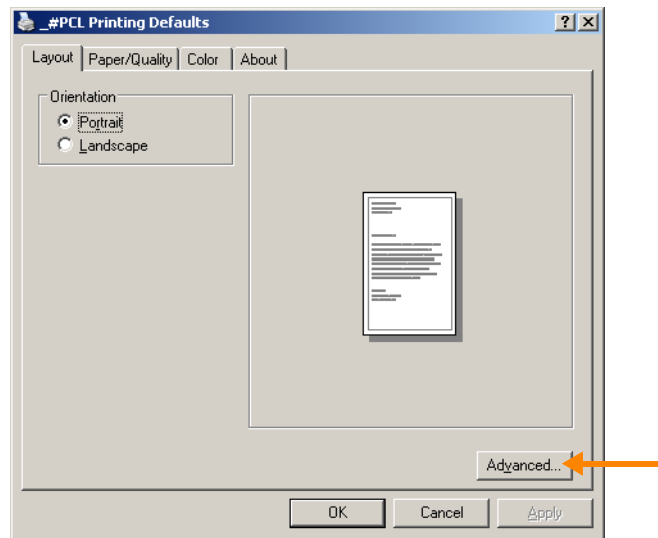 _#PCL Printing Defaults
Layout Paper/Quality Color About
Orientation
Portrait
Landscape
Advanced...
OK Cancel Apply